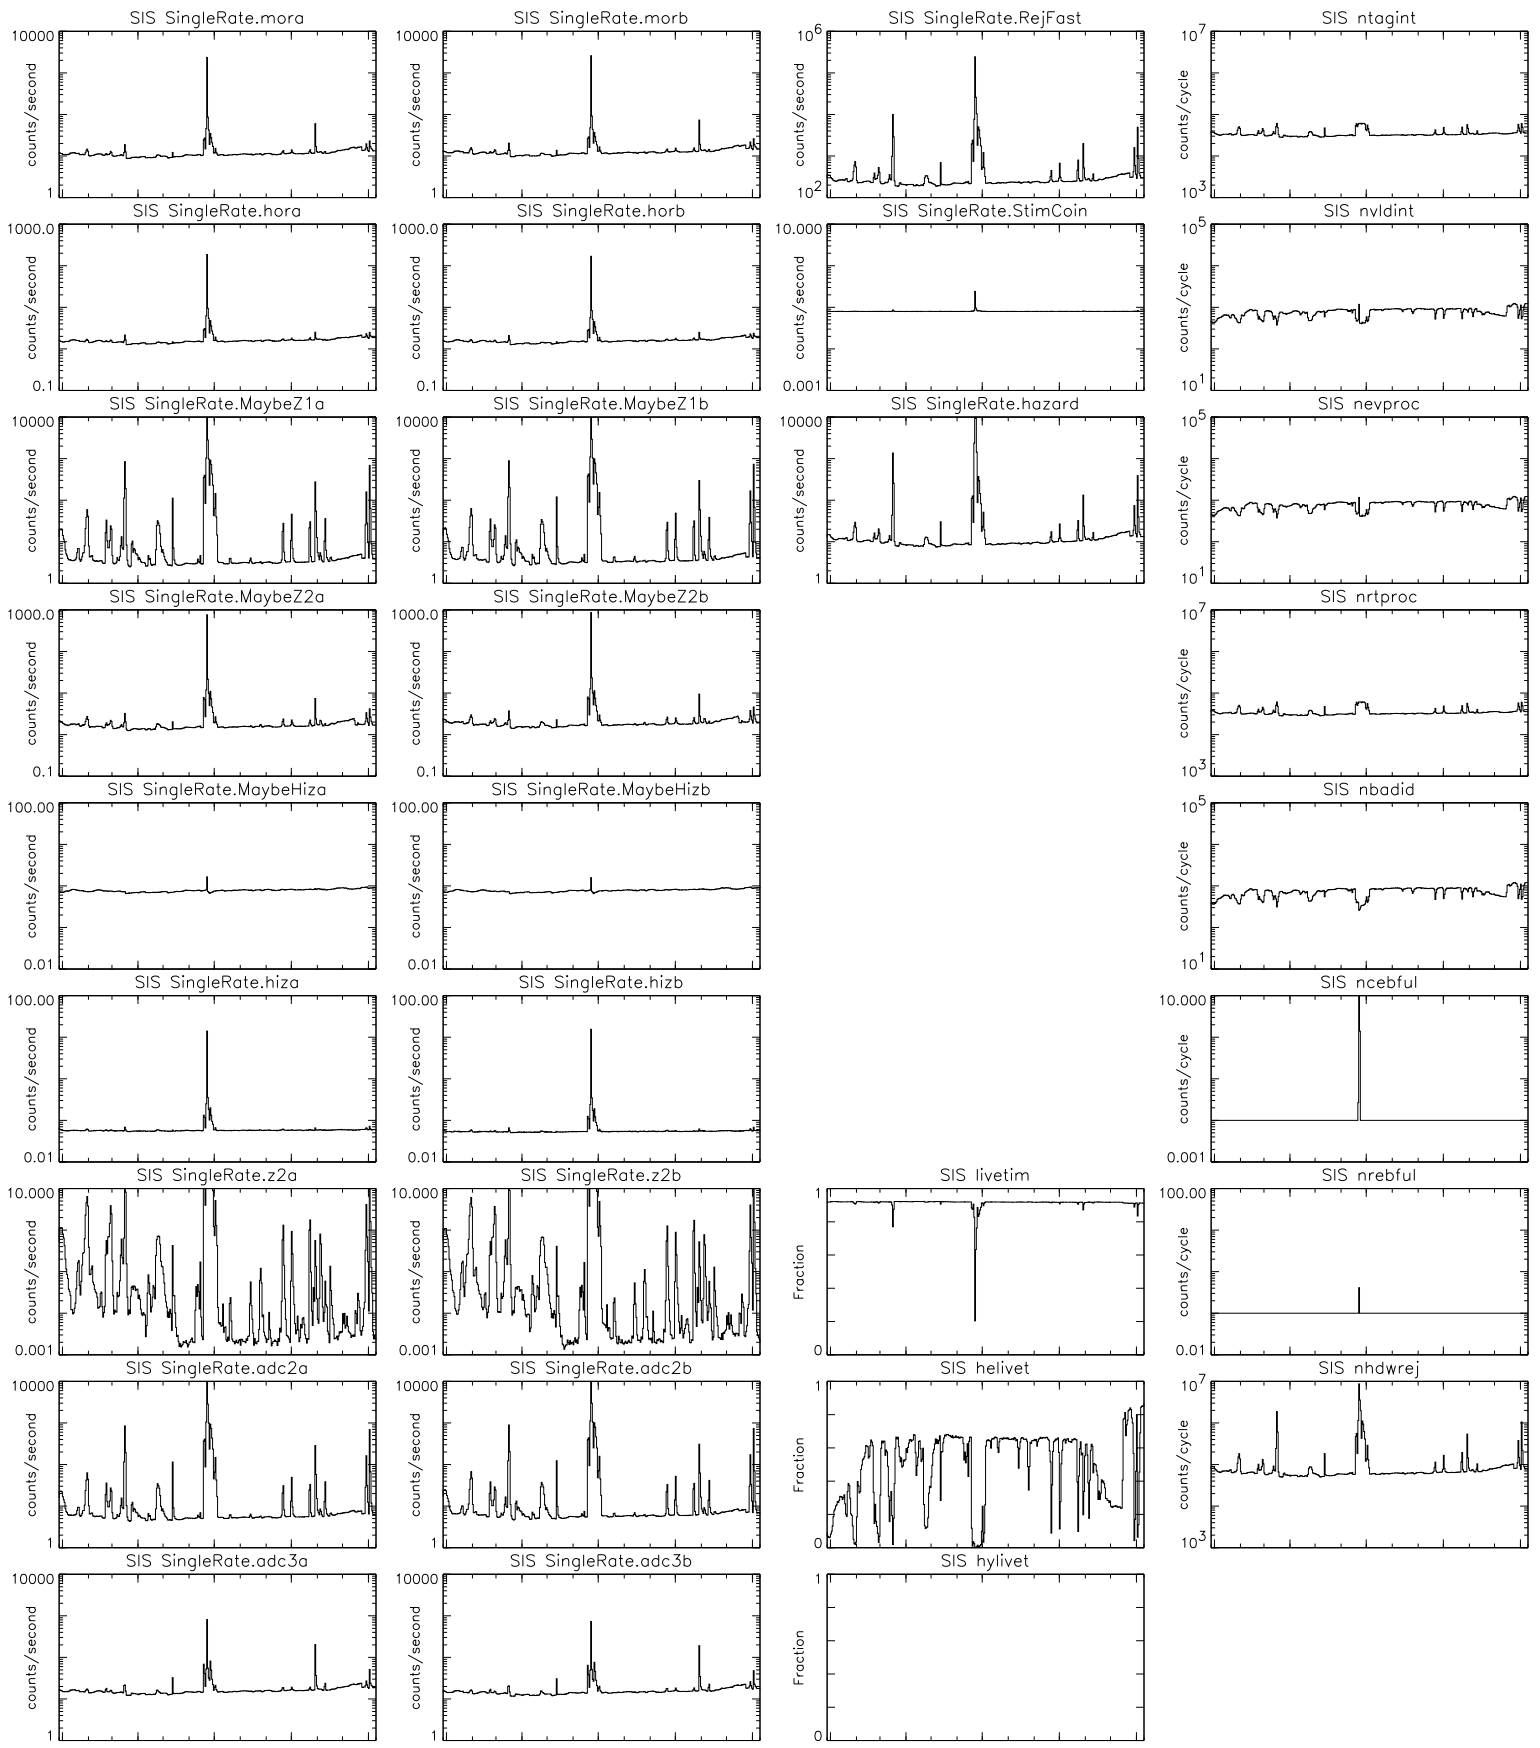 SIS SingleRate.mora
10000
counts/second
1
SIS SingleRate.morb
10000
counts/second
1
SIS SingleRate.RejFast
10^6
counts/second
10^2
SIS ntagint
10^7
counts/cycle
10^3
SIS SingleRate.hora
1000.0
counts/second
0.1
SIS SingleRate.horb
1000.0
counts/second
0.1
SIS SingleRate.StimCoin
10.000
counts/second
0.001
SIS nvldint
10^5
counts/cycle
10^1
SIS SingleRate.MaybeZ1a
10000
counts/second
1
SIS SingleRate.MaybeZ1b
10000
counts/second
1
SIS SingleRate.hazard
10000
counts/second
1
SIS nevproc
10^5
counts/cycle
10^1
SIS SingleRate.MaybeZ2a
1000.0
counts/second
0.1
SIS SingleRate.MaybeZ2b
1000.0
counts/second
0.1
SIS nrtproc
10^7
counts/cycle
10^3
SIS SingleRate.MaybeHiza
100.00
counts/second
0.01
SIS SingleRate.MaybeHizb
100.00
counts/second
0.01
SIS nbadid
10^5
counts/cycle
10^1
SIS SingleRate.hiza
100.00
counts/second
0.01
SIS SingleRate.hizb
100.00
counts/second
0.01
SIS ncebful
10.000
counts/cycle
0.001
SIS SingleRate.z2a
10.000
counts/second
0.001
SIS SingleRate.z2b
10.000
counts/second
0.001
SIS livetim
1
Fraction
0
SIS nrebful
100.00
counts/cycle
0.01
SIS SingleRate.adc2a
10000
counts/second
1
SIS SingleRate.adc2b
10000
counts/second
1
SIS helivet
1
Fraction
0
SIS nhdwrej
10^7
counts/cycle
10^3
SIS SingleRate.adc3a
10000
counts/second
1
SIS SingleRate.adc3b
10000
counts/second
1
SIS hylivet
1
Fraction
0